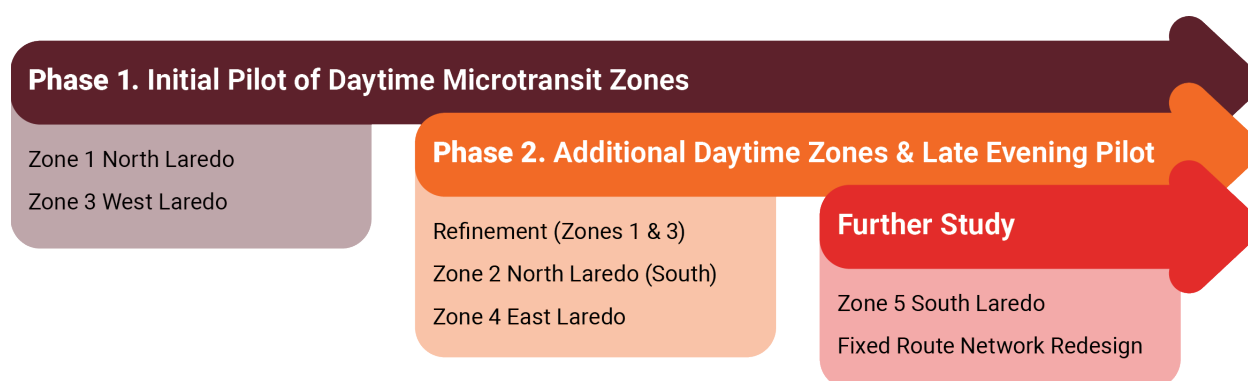 Phase 1. Initial Pilot of Daytime Microtransit Zones
Zone 1 North Laredo
Zone 3 West Laredo
Phase 2. Additional Daytime Zones & Late Evening Pilot
Refinement (Zones 1 & 3)
Zone 2 North Laredo (South)
Zone 4 East Laredo
Further Study
Zone 5 South Laredo
Fixed Route Network Redesign